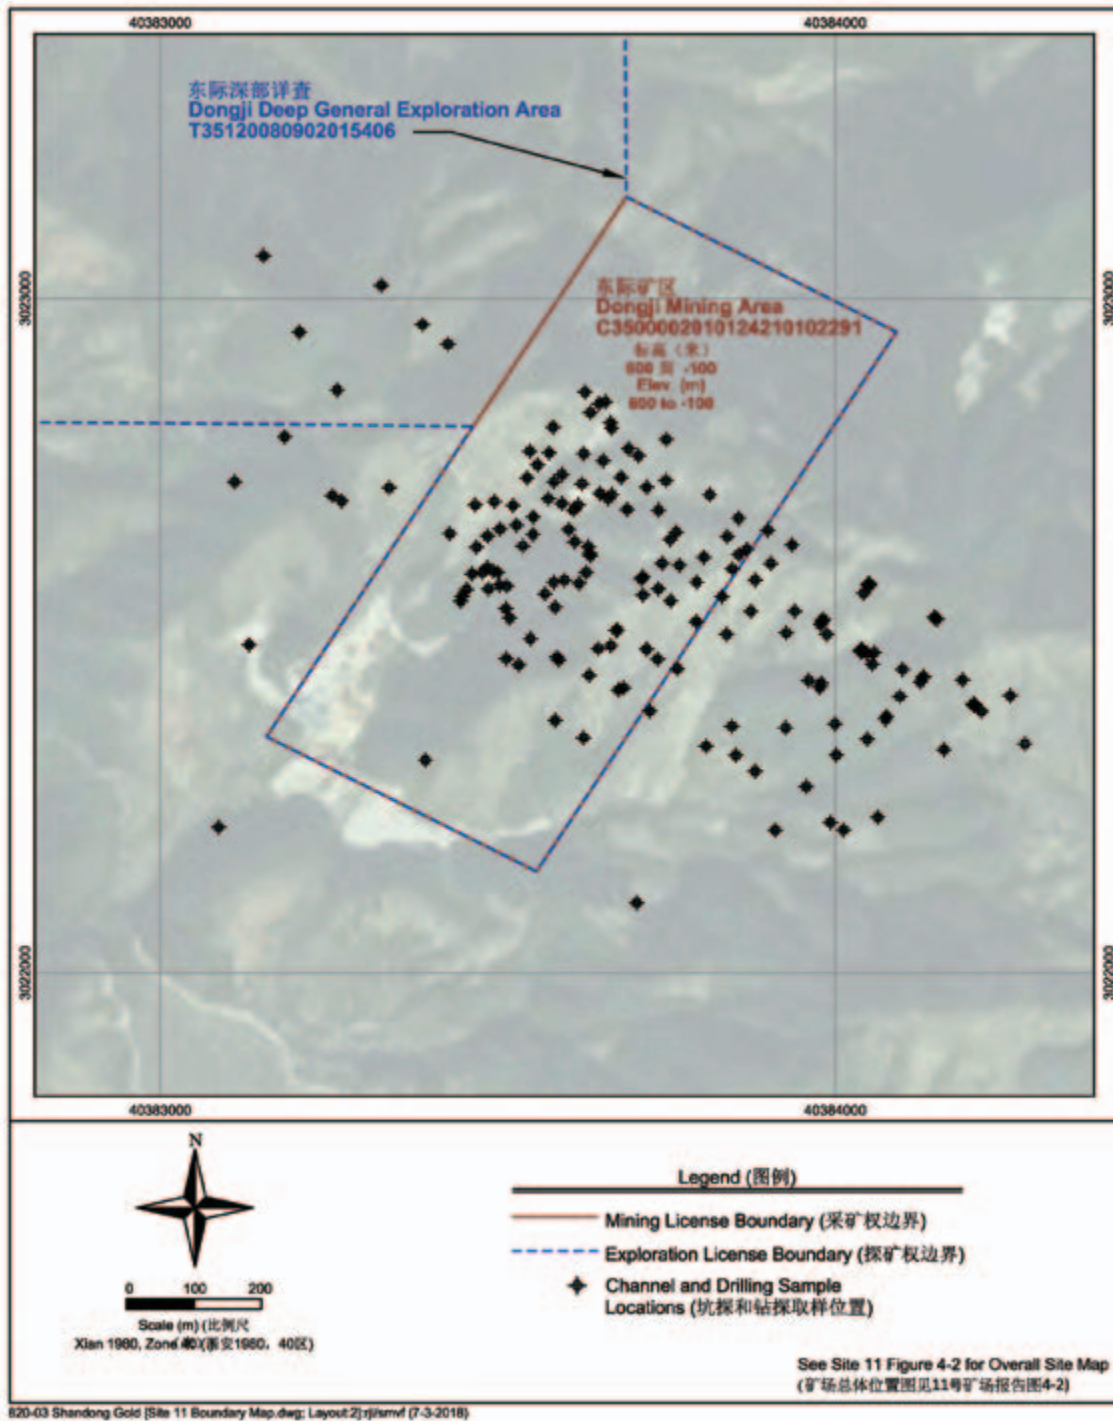 40383000
40384000
东际深部详查
Dongji Deep General Exploration Area
T35120080902015406
3023000
3023000
东际矿区
Dongji Mining Area
C3500002010124210102291
标高（米）
600 到 -100
Elev. (m)
600 to -100
3022000
3022000
40383000
40384000
N
0 100 200
Scale (m) (比例尺
Xian 1980, Zone 40) 西安1980，40区)
Legend (图例)
Mining License Boundary (采矿权边界)
Exploration License Boundary (探矿权边界)
Channel and Drilling Sample
Locations (坑探和钻探取样位置)
See Site 11 Figure 4-2 for Overall Site Map
(矿场总体位置图见11号矿场报告图4-2)
820-03 Shandong Gold [Site 11 Boundary Map.dwg; Layout:2]:rjl/smvf (7-3-2018)